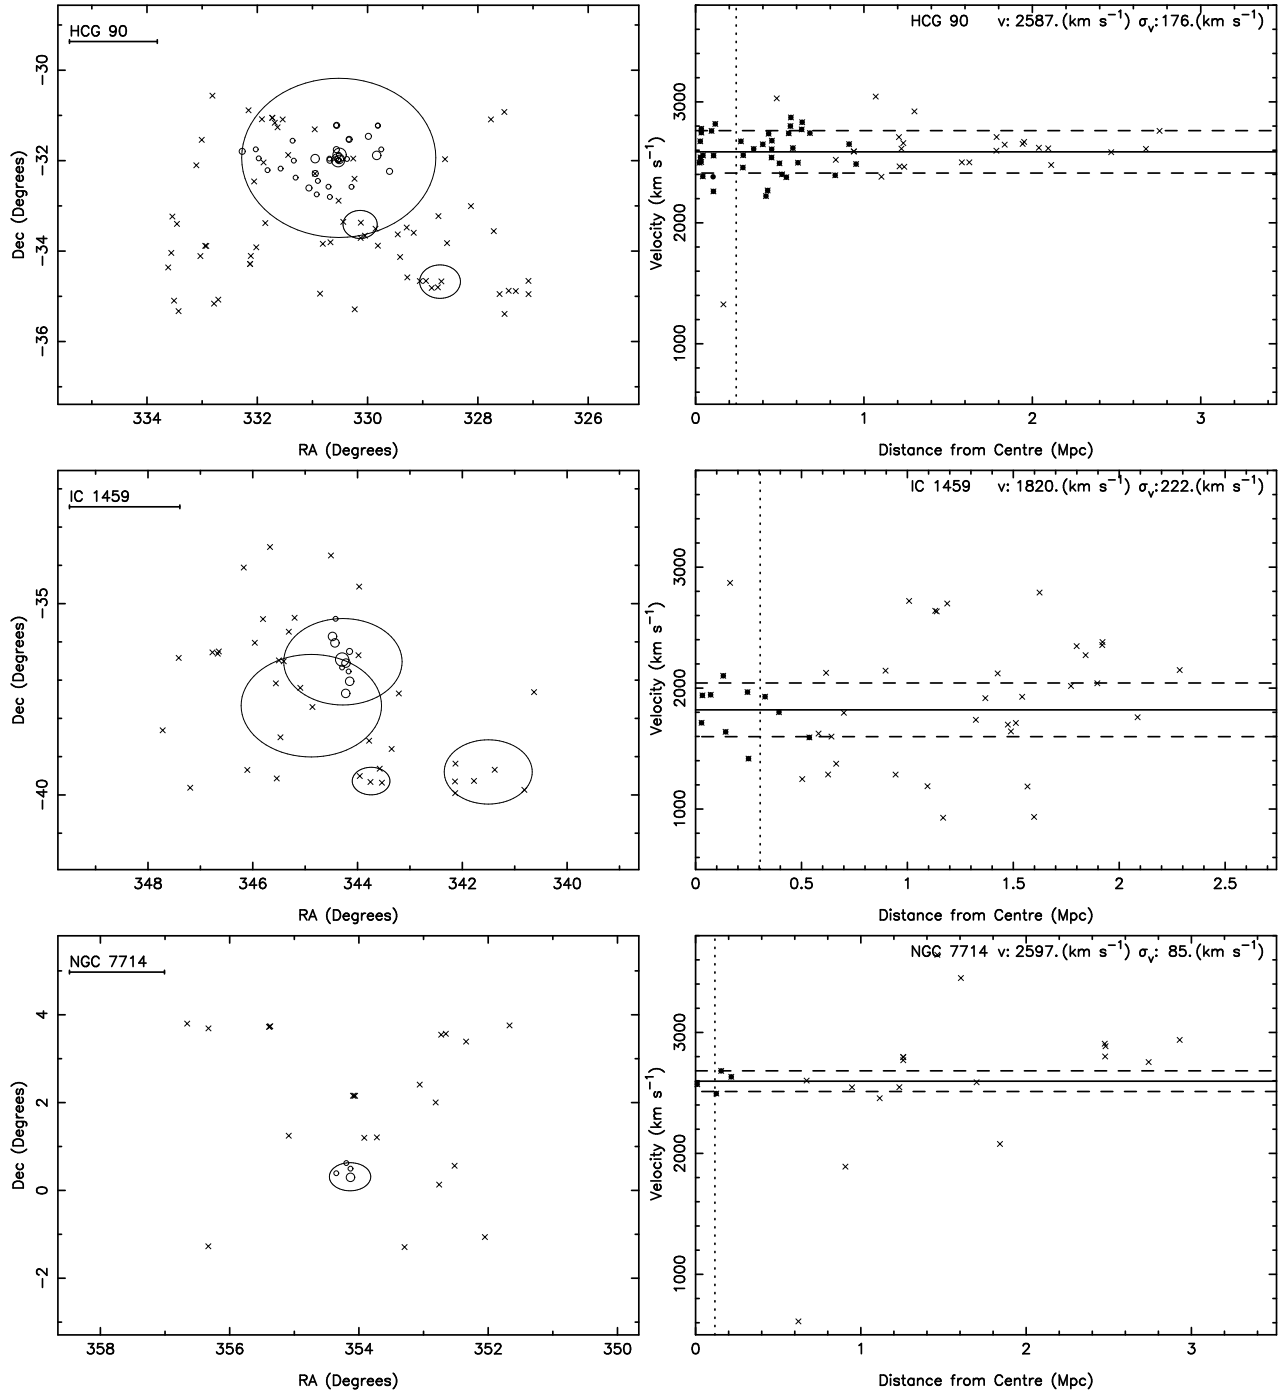 HCG 90
−30
−32
−34
−36
Dec (Degrees)
334 332 330 328 326
RA (Degrees)
HCG 90 v: 2587.(km s⁻¹) σᵥ:176.(km s⁻¹)
3000
2000
1000
Velocity (km s⁻¹)
0 1 2 3
Distance from Centre (Mpc)
IC 1459
−35
−40
Dec (Degrees)
348 346 344 342 340
RA (Degrees)
IC 1459 v: 1820.(km s⁻¹) σᵥ:222.(km s⁻¹)
3000
2000
1000
Velocity (km s⁻¹)
0 0.5 1 1.5 2 2.5
Distance from Centre (Mpc)
NGC 7714
4
2
0
−2
Dec (Degrees)
358 356 354 352 350
RA (Degrees)
NGC 7714 v: 2597.(km s⁻¹) σᵥ: 85.(km s⁻¹)
3000
2000
1000
Velocity (km s⁻¹)
0 1 2 3
Distance from Centre (Mpc)